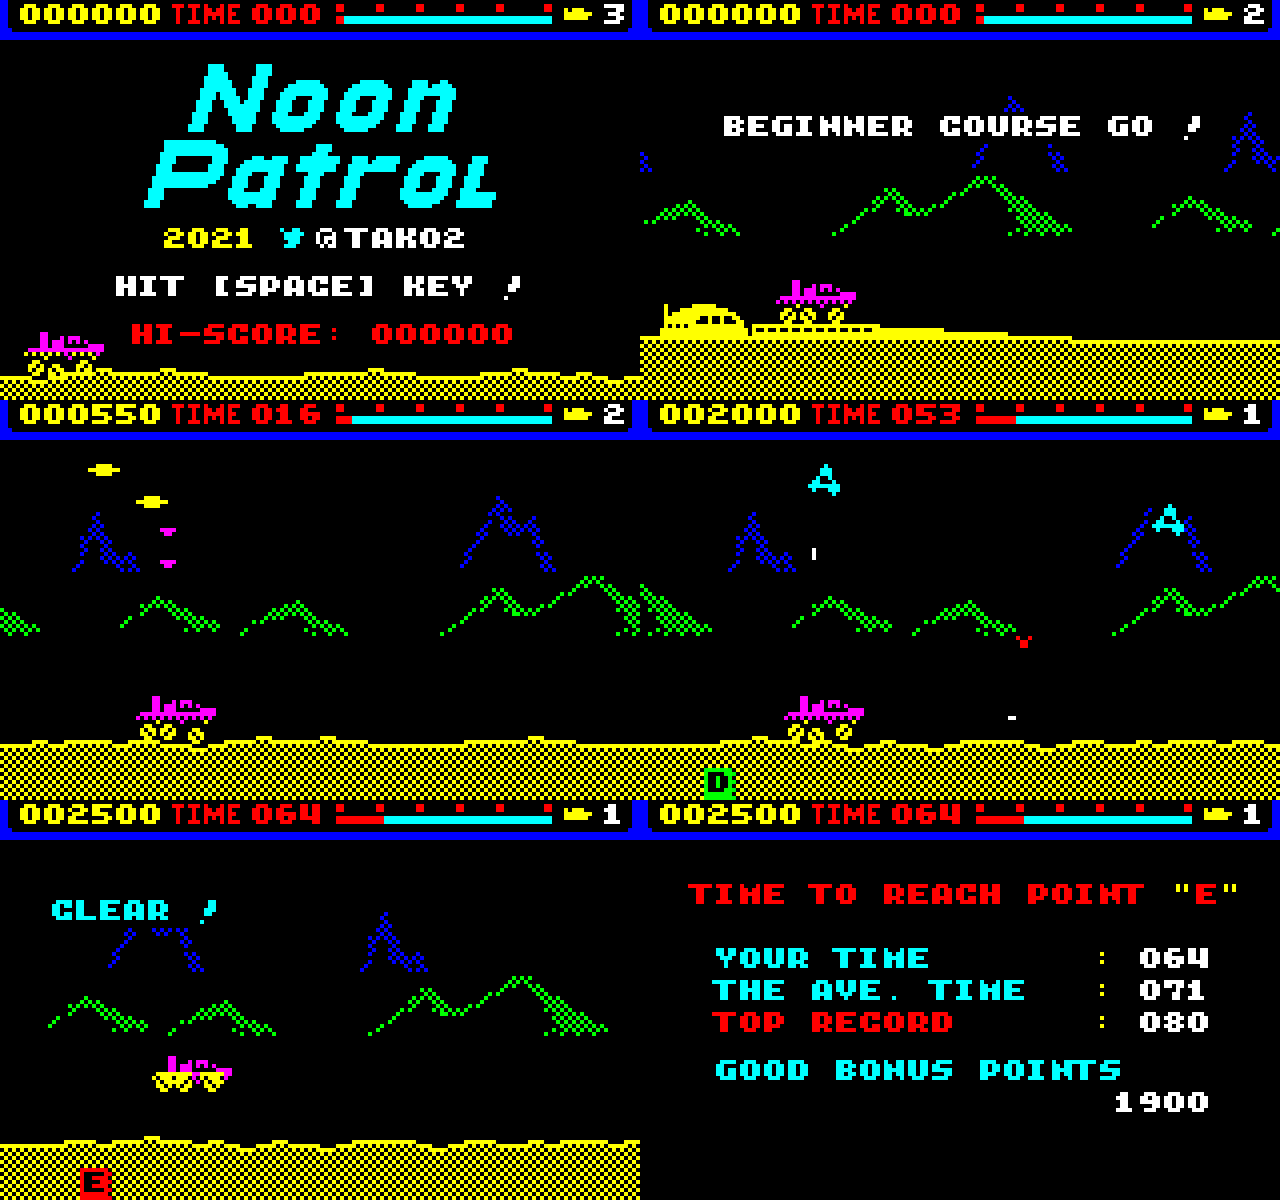 000000 TIME 000 3
Noon
Patrol
2021 @TAKO2
HIT [SPACE] KEY !
HI-SCORE: 000000
000000 TIME 000 2
BEGINNER COURSE GO !
000550 TIME 016 2
002000 TIME 053 1
D
002500 TIME 064 1
CLEAR !
E
002500 TIME 064 1
TIME TO REACH POINT "E"
YOUR TIME : 064
THE AVE. TIME : 071
TOP RECORD : 080
GOOD BONUS POINTS
1900